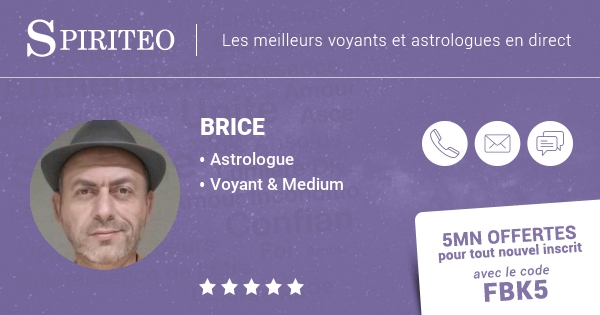 SPIRITEO
Les meilleurs voyants et astrologues en direct
BRICE
• Astrologue
• Voyant & Medium
5MN OFFERTES
pour tout nouvel inscrit
avec le code
FBK5